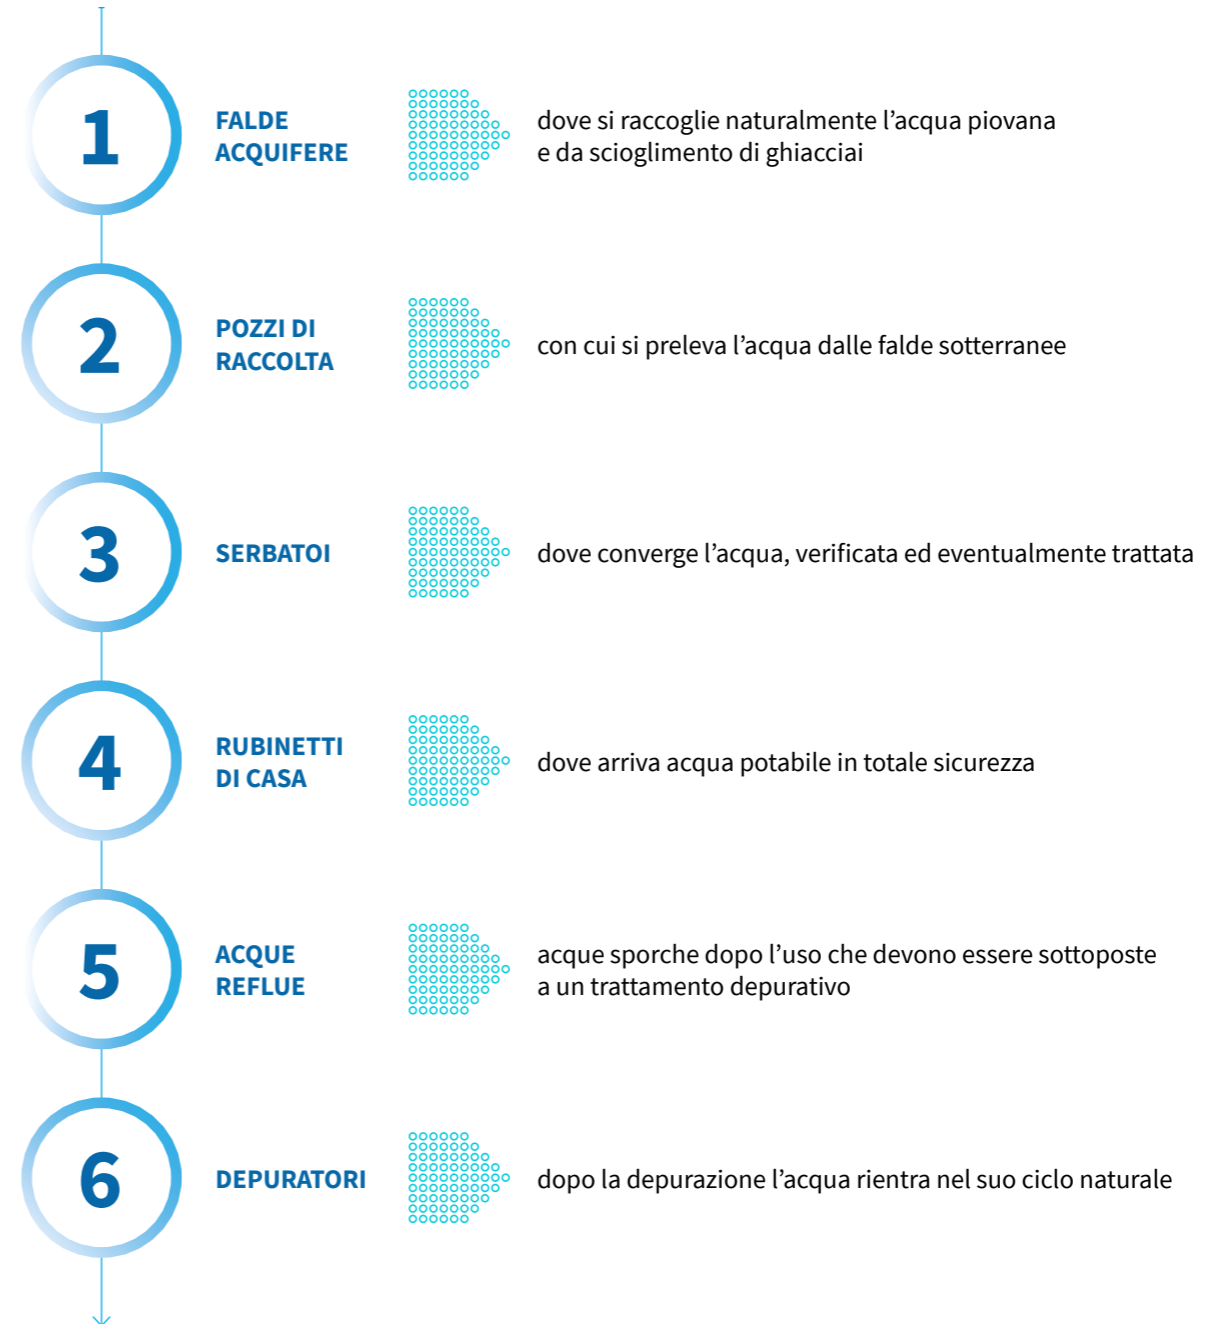 1
FALDE
ACQUIFERE
dove si raccoglie naturalmente l’acqua piovana
e da scioglimento di ghiacciai
2
POZZI DI
RACCOLTA
con cui si preleva l’acqua dalle falde sotterranee
3
SERBATOI
dove converge l’acqua, verificata ed eventualmente trattata
4
RUBINETTI
DI CASA
dove arriva acqua potabile in totale sicurezza
5
ACQUE
REFLUE
acque sporche dopo l’uso che devono essere sottoposte
a un trattamento depurativo
6
DEPURATORI
dopo la depurazione l’acqua rientra nel suo ciclo naturale